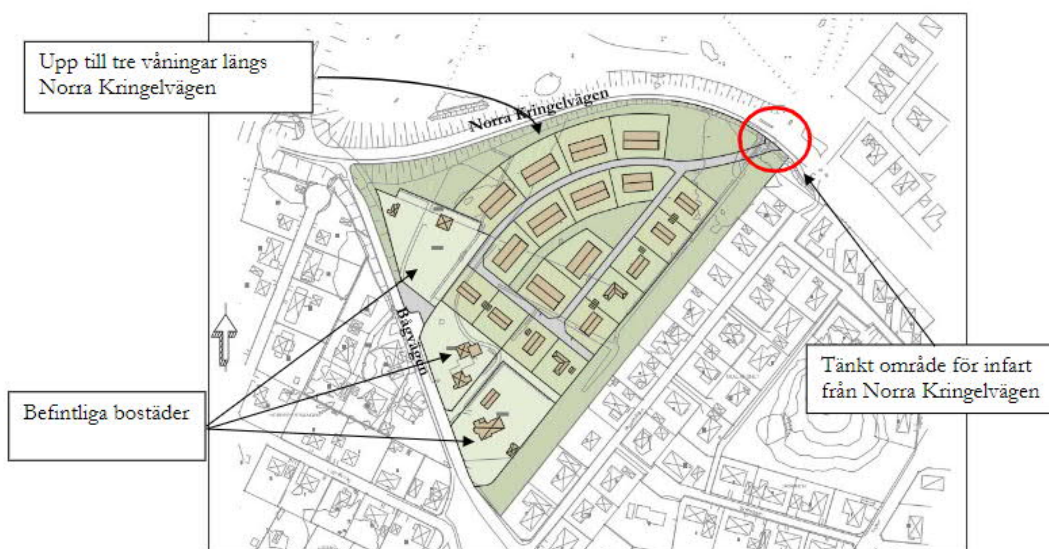 Upp till tre våningar längs
Norra Kringelvägen
Norra Kringelvägen
Bågvägen
Befintliga bostäder
Tänkt område för infart
från Norra Kringelvägen